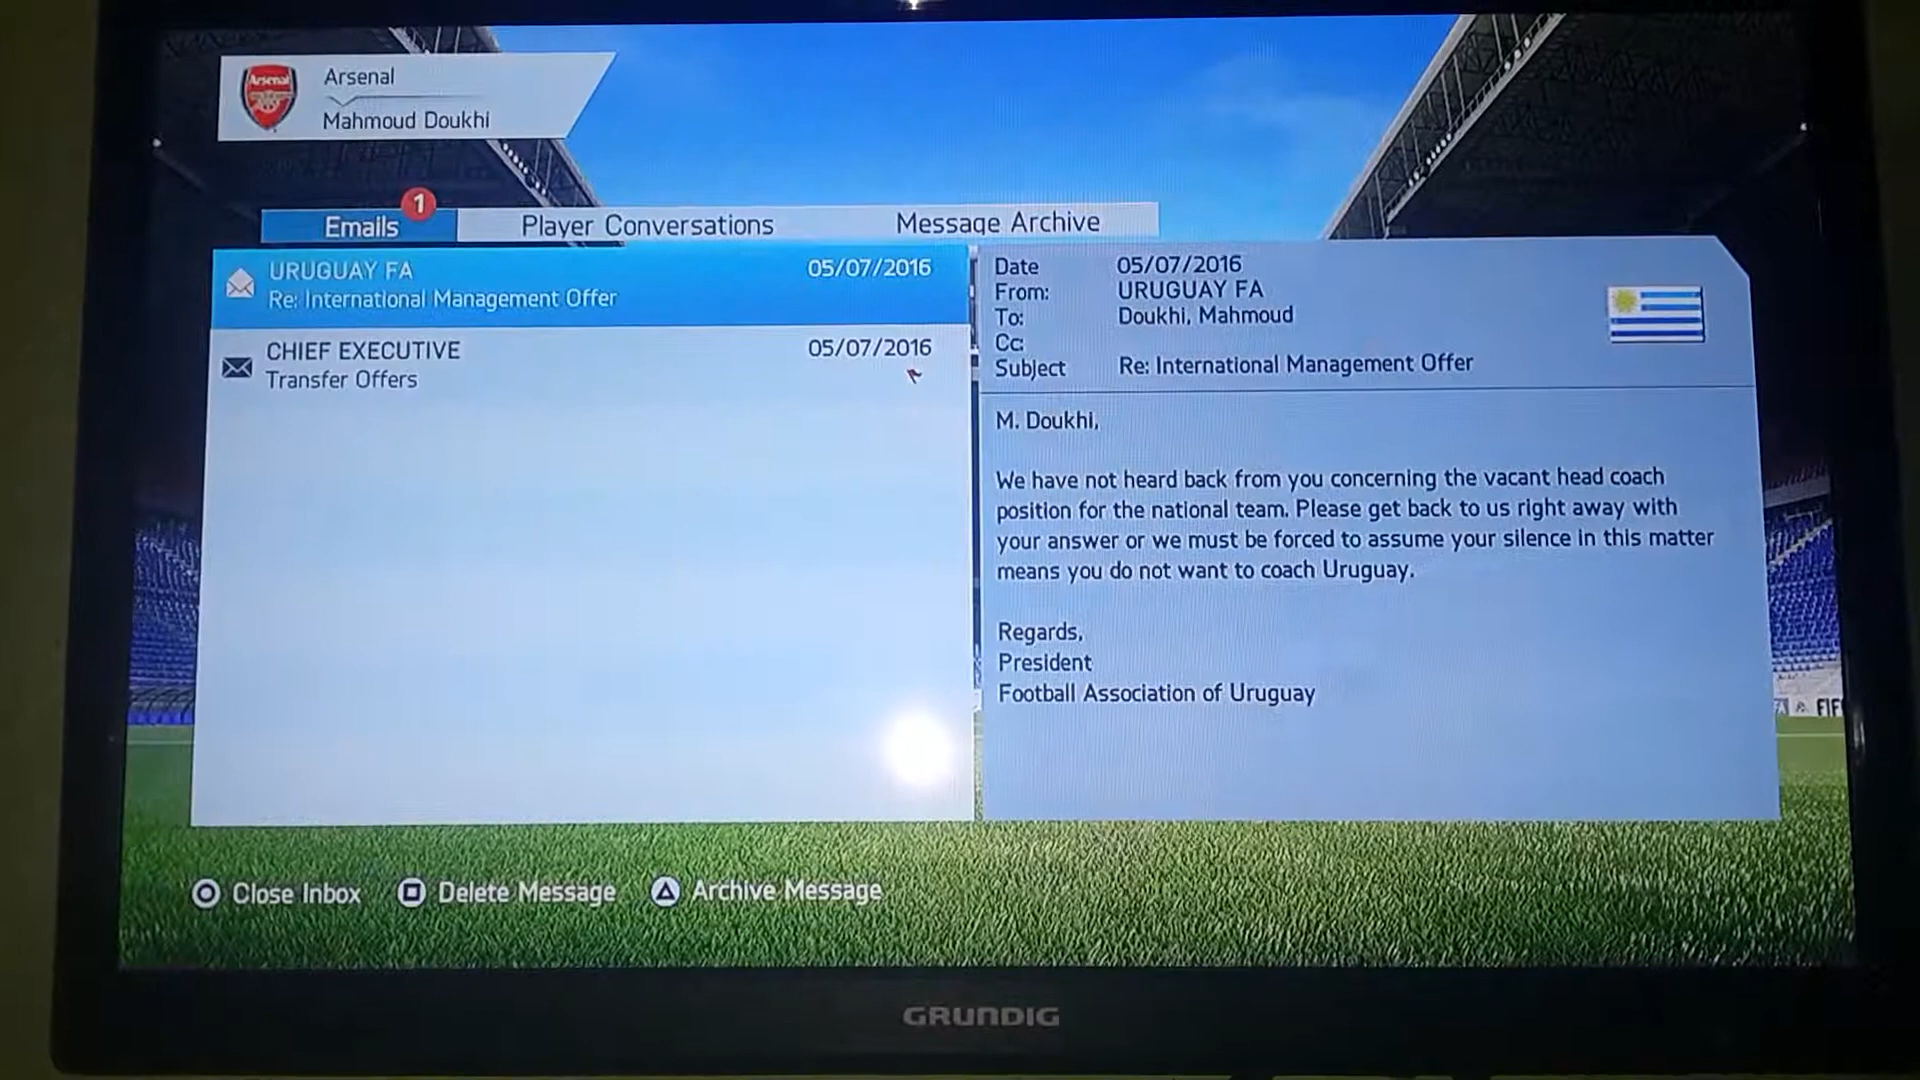 Arsenal
Arsenal
Mahmoud Doukhi
1
Emails
Player Conversations
Message Archive
URUGUAY FA
05/07/2016
Re: International Management Offer
CHIEF EXECUTIVE
05/07/2016
Transfer Offers
Date
05/07/2016
From:
URUGUAY FA
To:
Doukhi, Mahmoud
Cc:
Subject
Re: International Management Offer
M. Doukhi,
We have not heard back from you concerning the vacant head coach
position for the national team. Please get back to us right away with
your answer or we must be forced to assume your silence in this matter
means you do not want to coach Uruguay.
Regards,
President
Football Association of Uruguay
FIF
Close Inbox
Delete Message
Archive Message
GRUNDIG